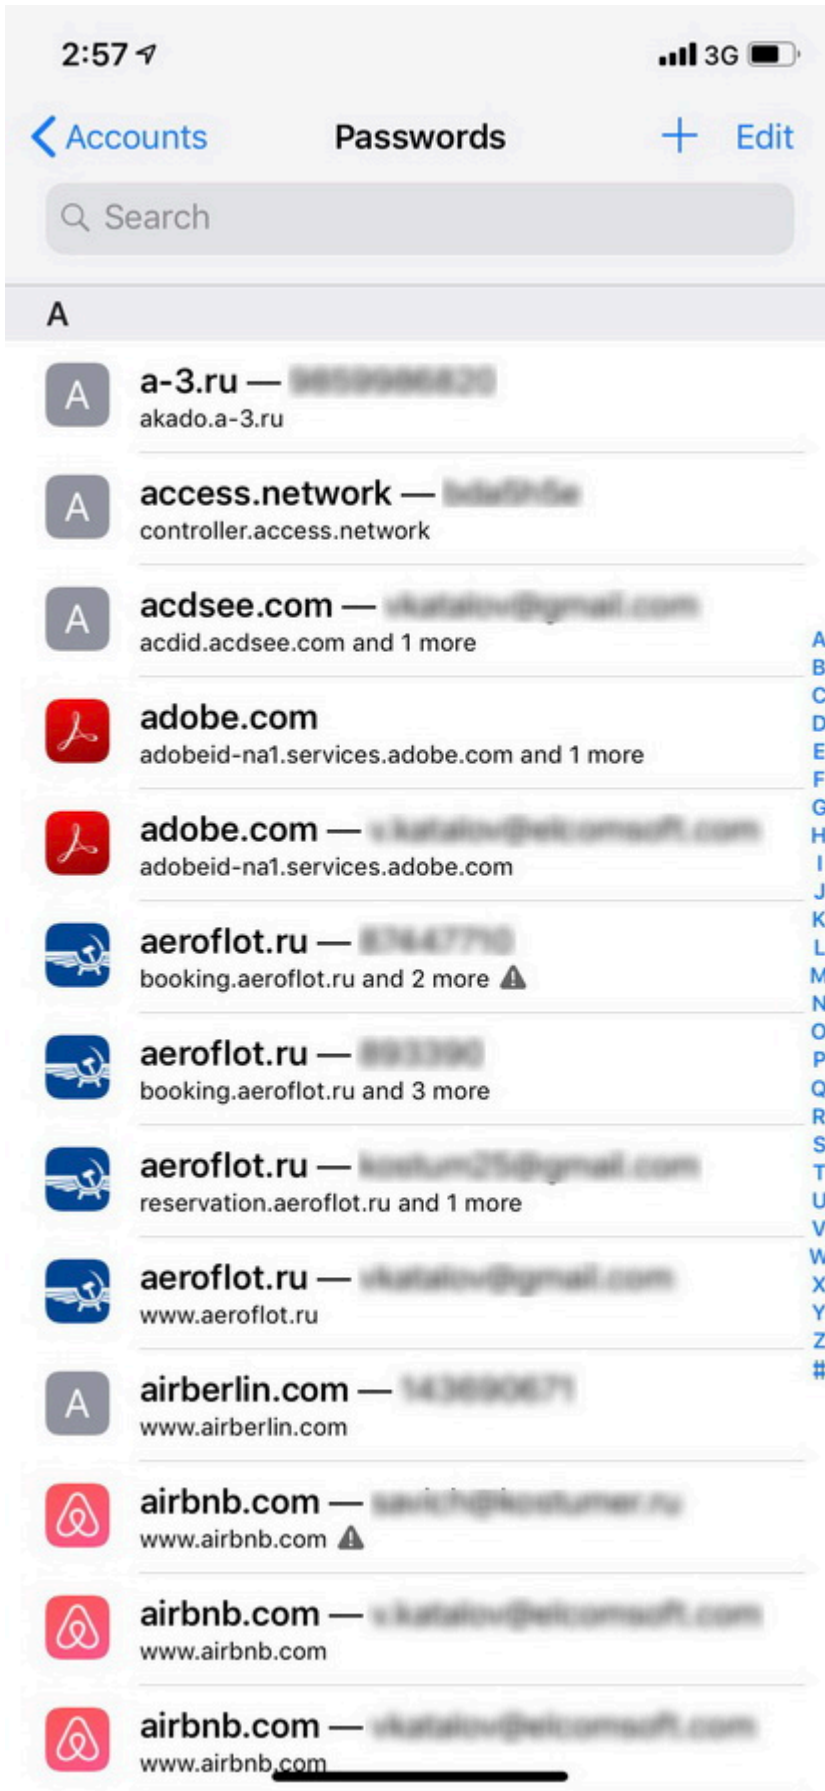 2:57
3G
Accounts
Passwords
+
Edit
Search
A
A
a-3.ru —
akado.a-3.ru
A
access.network —
controller.access.network
A
acdsee.com —
acdid.acdsee.com and 1 more
adobe.com
adobeid-na1.services.adobe.com and 1 more
adobe.com —
adobeid-na1.services.adobe.com
aeroflot.ru —
booking.aeroflot.ru and 2 more
aeroflot.ru —
booking.aeroflot.ru and 3 more
aeroflot.ru —
reservation.aeroflot.ru and 1 more
aeroflot.ru —
www.aeroflot.ru
A
airberlin.com —
www.airberlin.com
airbnb.com —
www.airbnb.com
airbnb.com —
www.airbnb.com
airbnb.com —
www.airbnb.com
A
B
C
D
E
F
G
H
I
J
K
L
M
N
O
P
Q
R
S
T
U
V
W
X
Y
Z
#